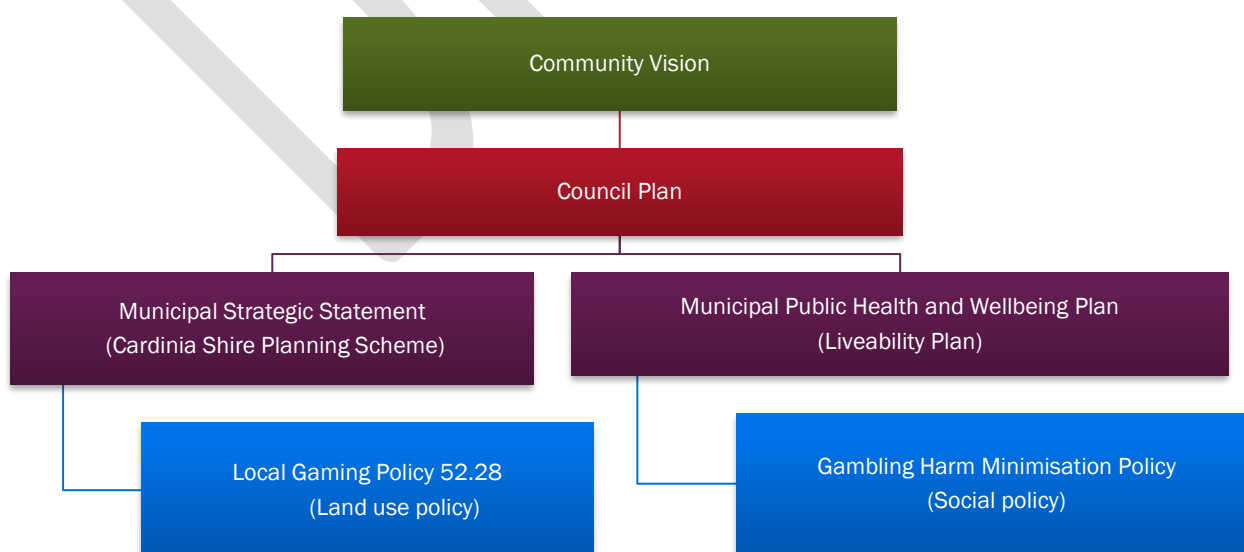 Community Vision
Council Plan
Municipal Strategic Statement
(Cardinia Shire Planning Scheme)
Municipal Public Health and Wellbeing Plan
(Liveability Plan)
Local Gaming Policy 52.28
(Land use policy)
Gambling Harm Minimisation Policy
(Social policy)